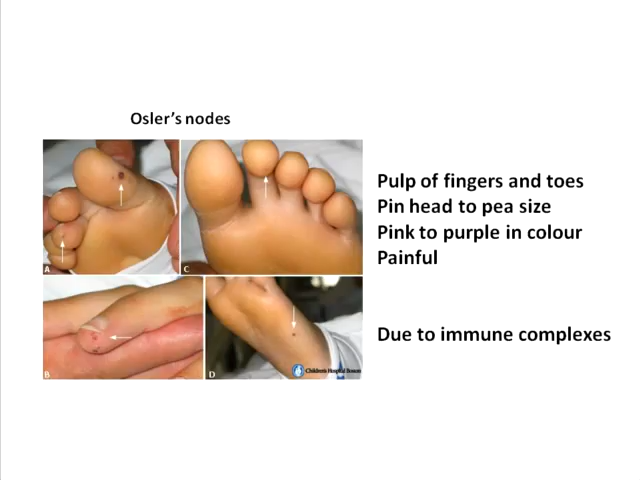 Osler's nodes
Pulp of fingers and toes
Pin head to pea size
Pink to purple in colour
Painful
Due to immune complexes
A
C
B
D
Children's Hospital Boston